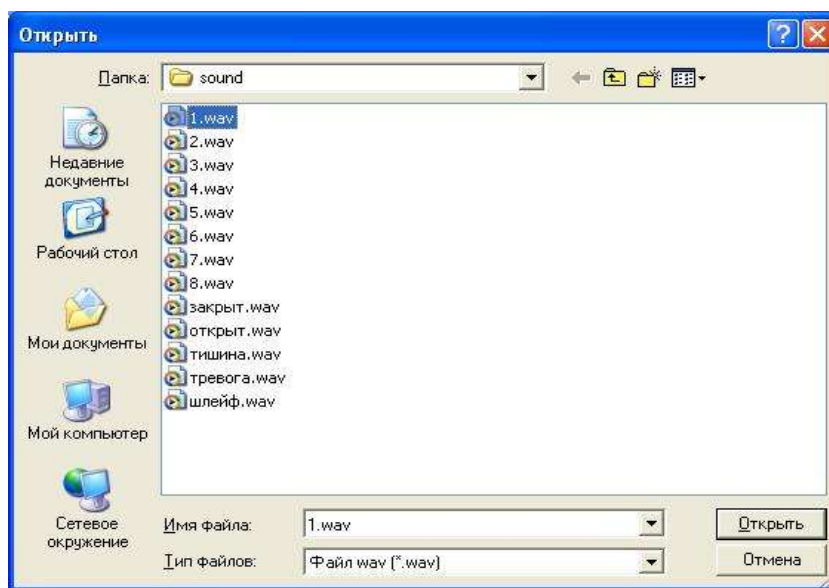 Открыть
Папка: sound
1.wav
2.wav
3.wav
4.wav
5.wav
6.wav
7.wav
8.wav
закрыт.wav
открыт.wav
тишина.wav
тревога.wav
шлейф.wav
Недавние
документы
Рабочий стол
Мои документы
Мой компьютер
Сетевое
окружение
Имя файла: 1.wav Открыть
Тип файлов: Файл wav (*.wav) Отмена